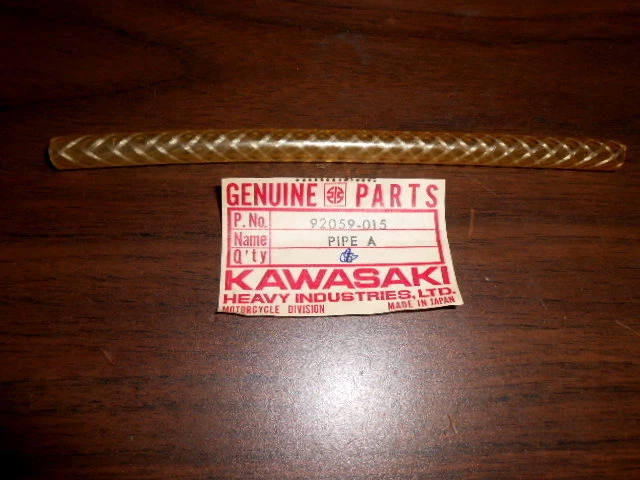 GENUINE PARTS
P.No. 92059-015
Name PIPE A
Q'ty
KAWASAKI
HEAVY INDUSTRIES, LTD.
MOTORCYCLE DIVISION MADE IN JAPAN